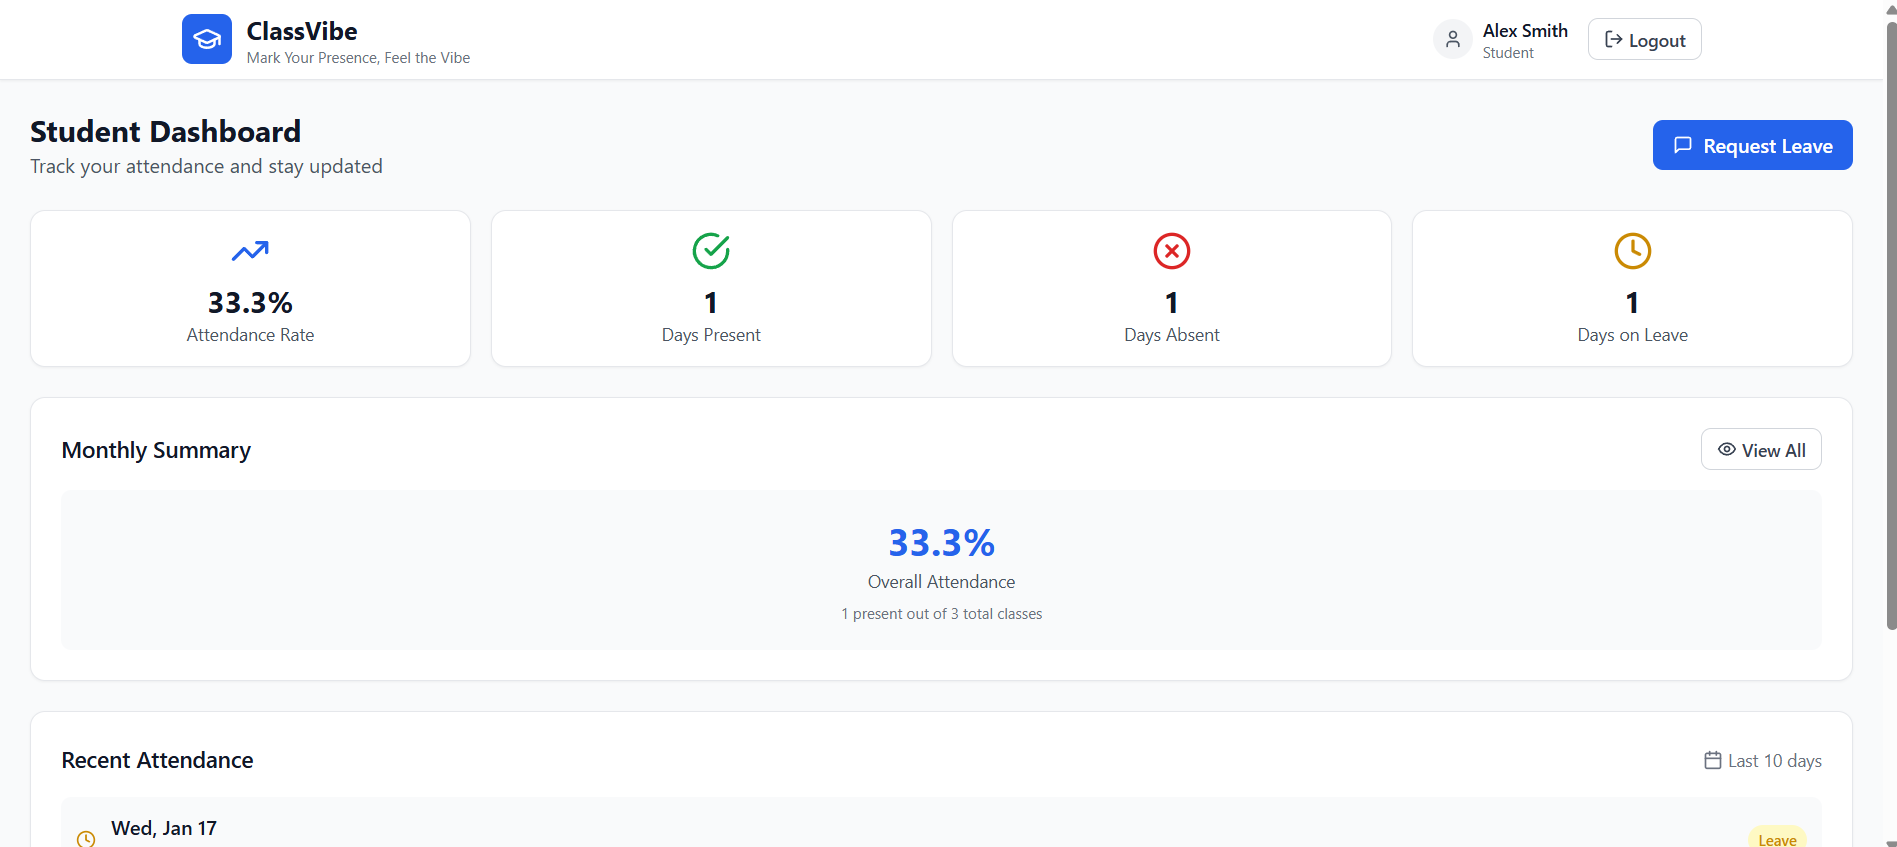 ClassVibe
Mark Your Presence, Feel the Vibe
Alex Smith
Student
Logout
Student Dashboard
Track your attendance and stay updated
Request Leave
33.3%
Attendance Rate
1
Days Present
1
Days Absent
1
Days on Leave
Monthly Summary
View All
33.3%
Overall Attendance
1 present out of 3 total classes
Recent Attendance
Last 10 days
Wed, Jan 17
Leave